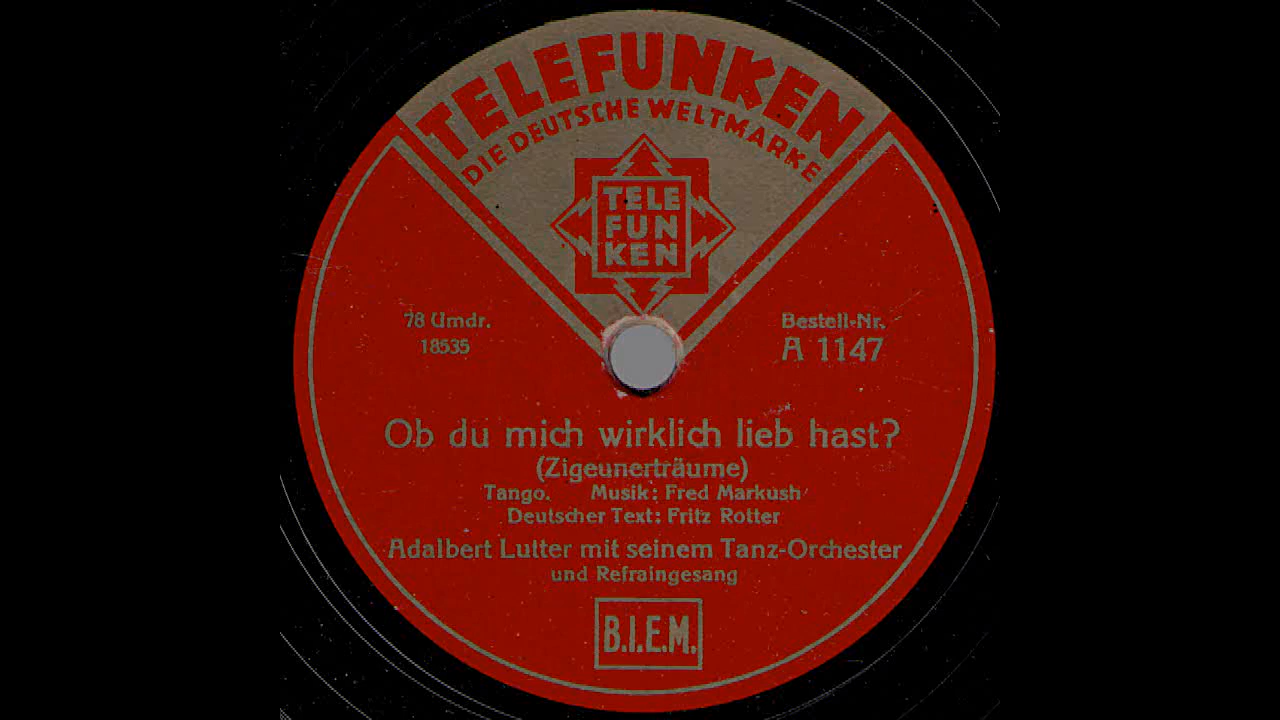 TELEFUNKEN
DIE DEUTSCHE WELTMARKE
TELE
FUN
KEN
78 Umdr.
18535
Bestell-Nr.
A 1147
Ob du mich wirklich lieb hast?
(Zigeunerträume)
Tango. Musik: Fred Markush
Deutscher Text: Fritz Rotter
Adalbert Lutter mit seinem Tanz-Orchester
und Refraingesang
B.I.E.M.